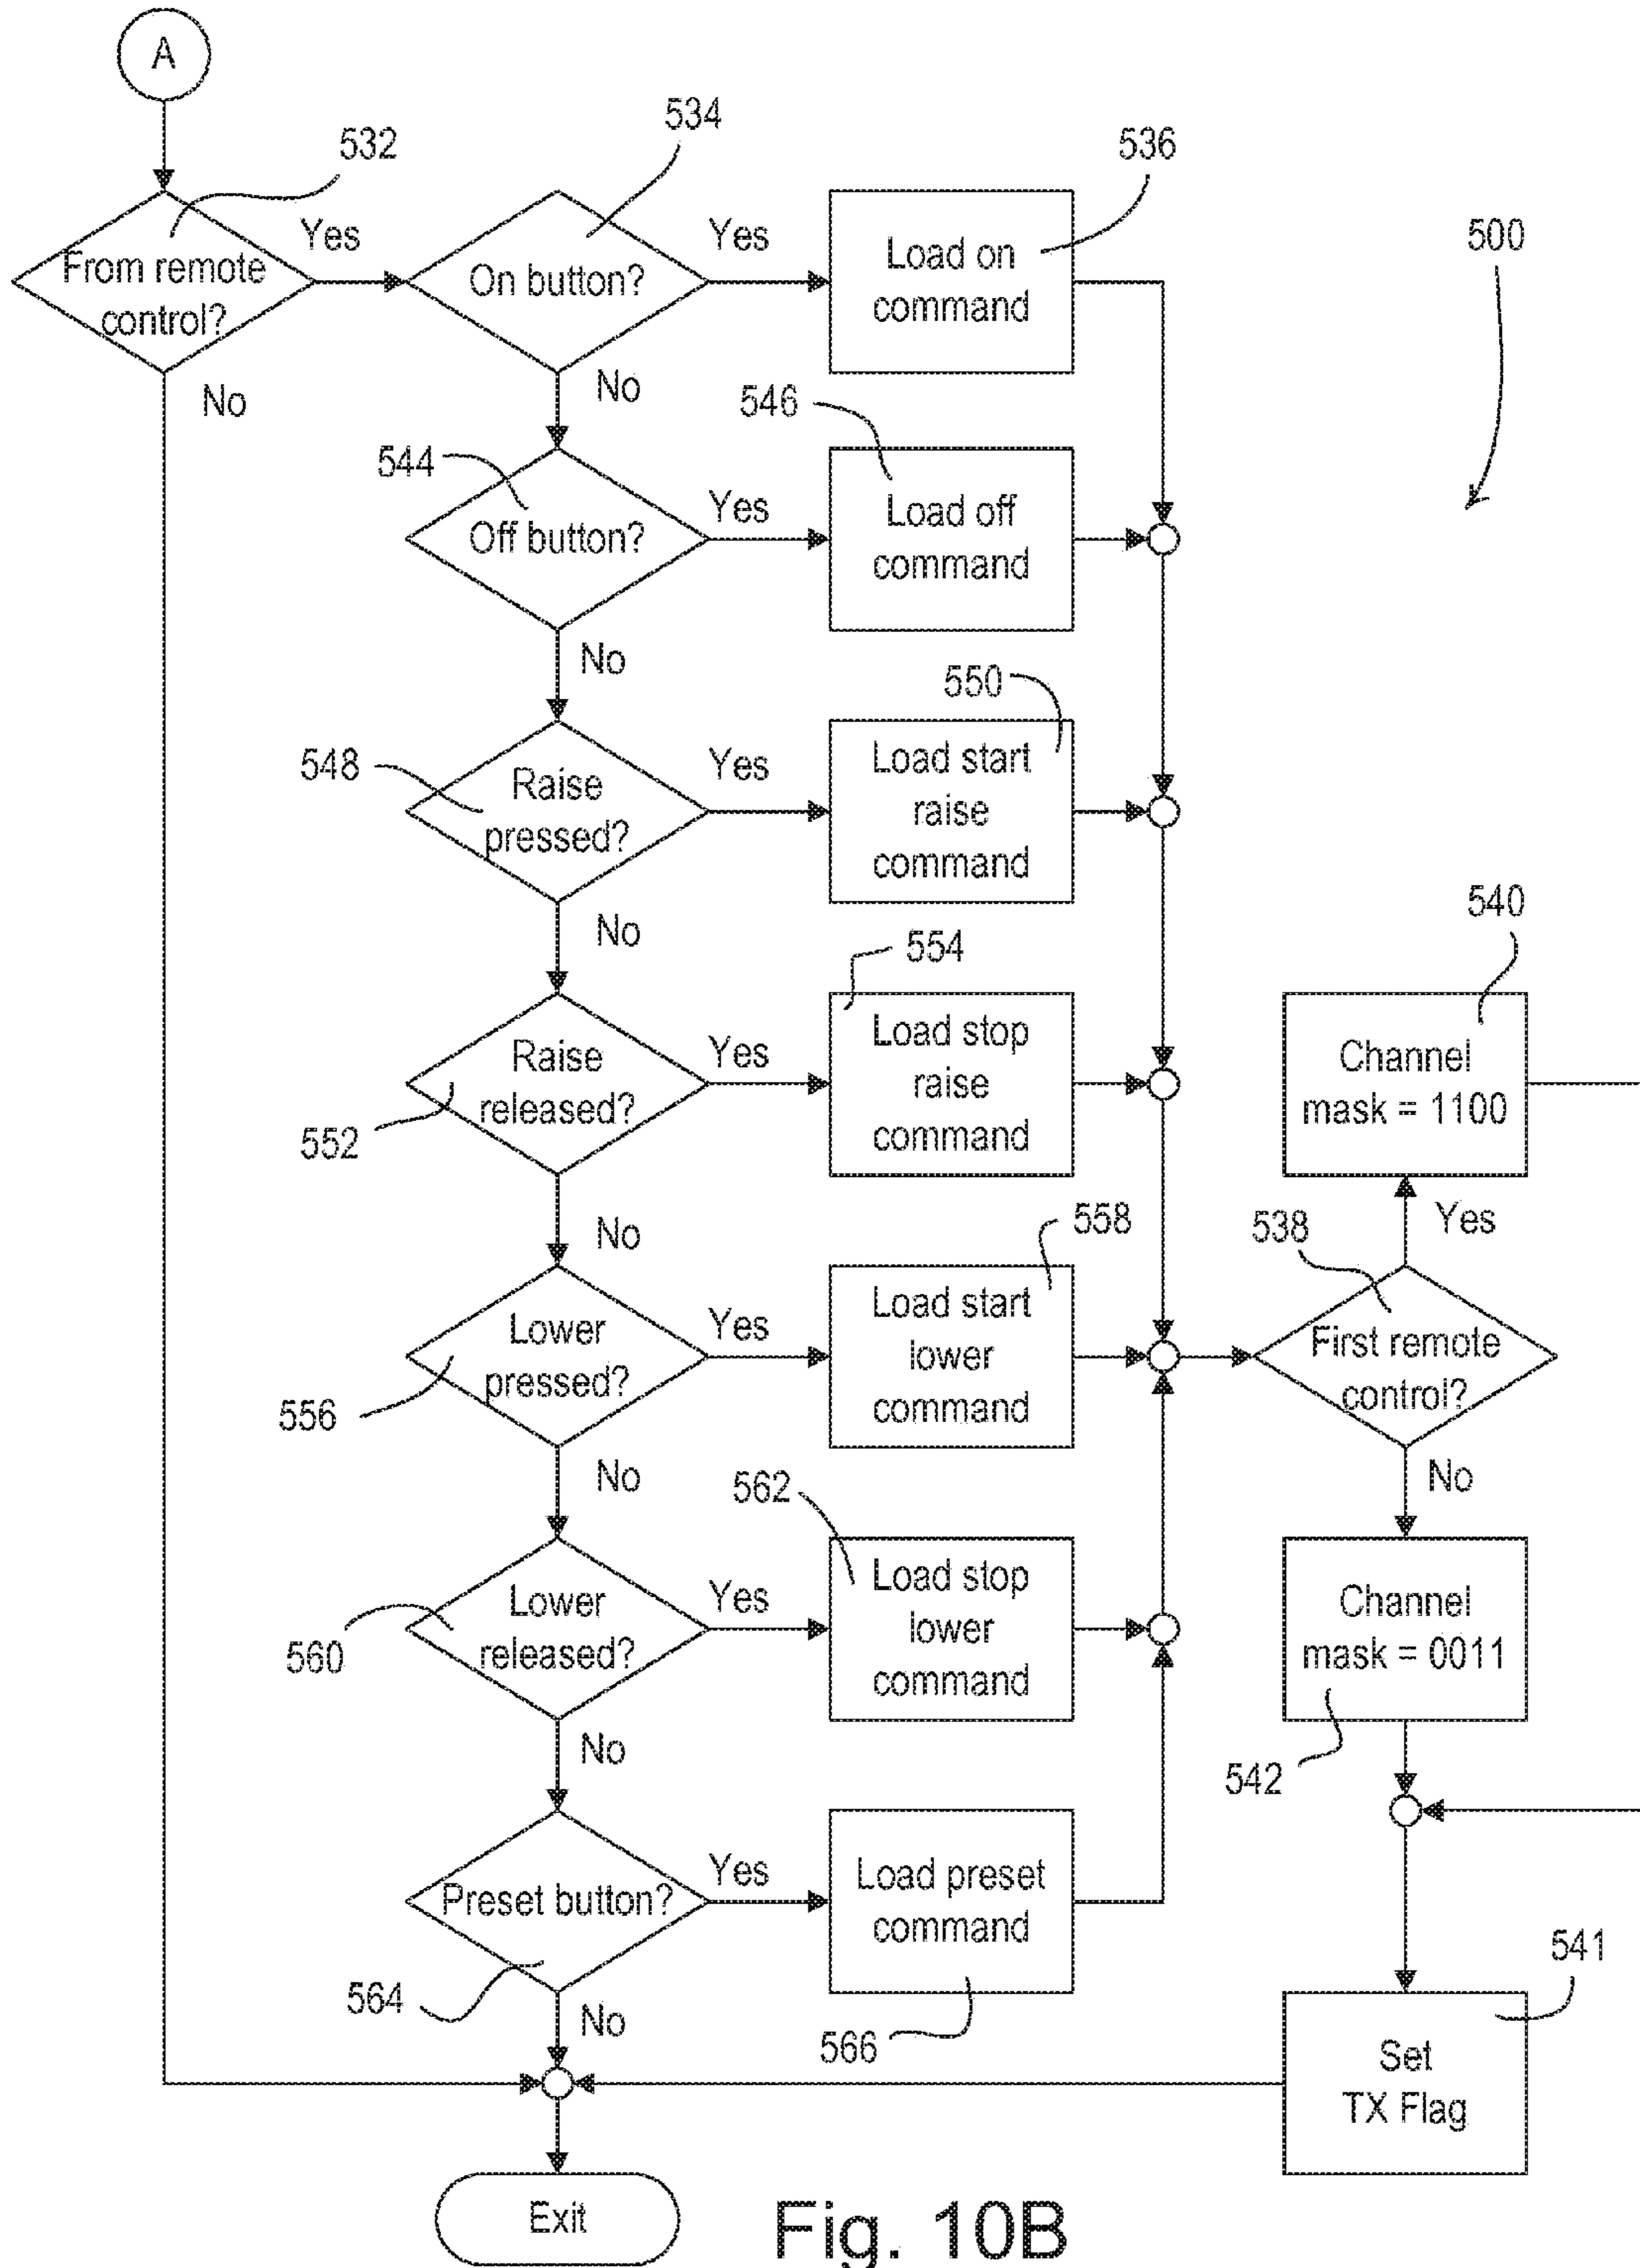 A
532
534
536
500
From remote
control?
Yes
On button?
Yes
Load on
command
No
No
544
546
Off button?
Yes
Load off
command
No
548
550
Raise
pressed?
Yes
Load start
raise
command
No
552
554
Raise
released?
Yes
Load stop
raise
command
540
Channel
mask = 1100
No
556
558
Lower
pressed?
Yes
Load start
lower
command
538
Yes
First remote
control?
No
No
560
562
Lower
released?
Yes
Load stop
lower
command
Channel
mask = 0011
542
No
564
Preset button?
Yes
Load preset
command
566
No
541
Set
TX Flag
Exit
Fig. 10B